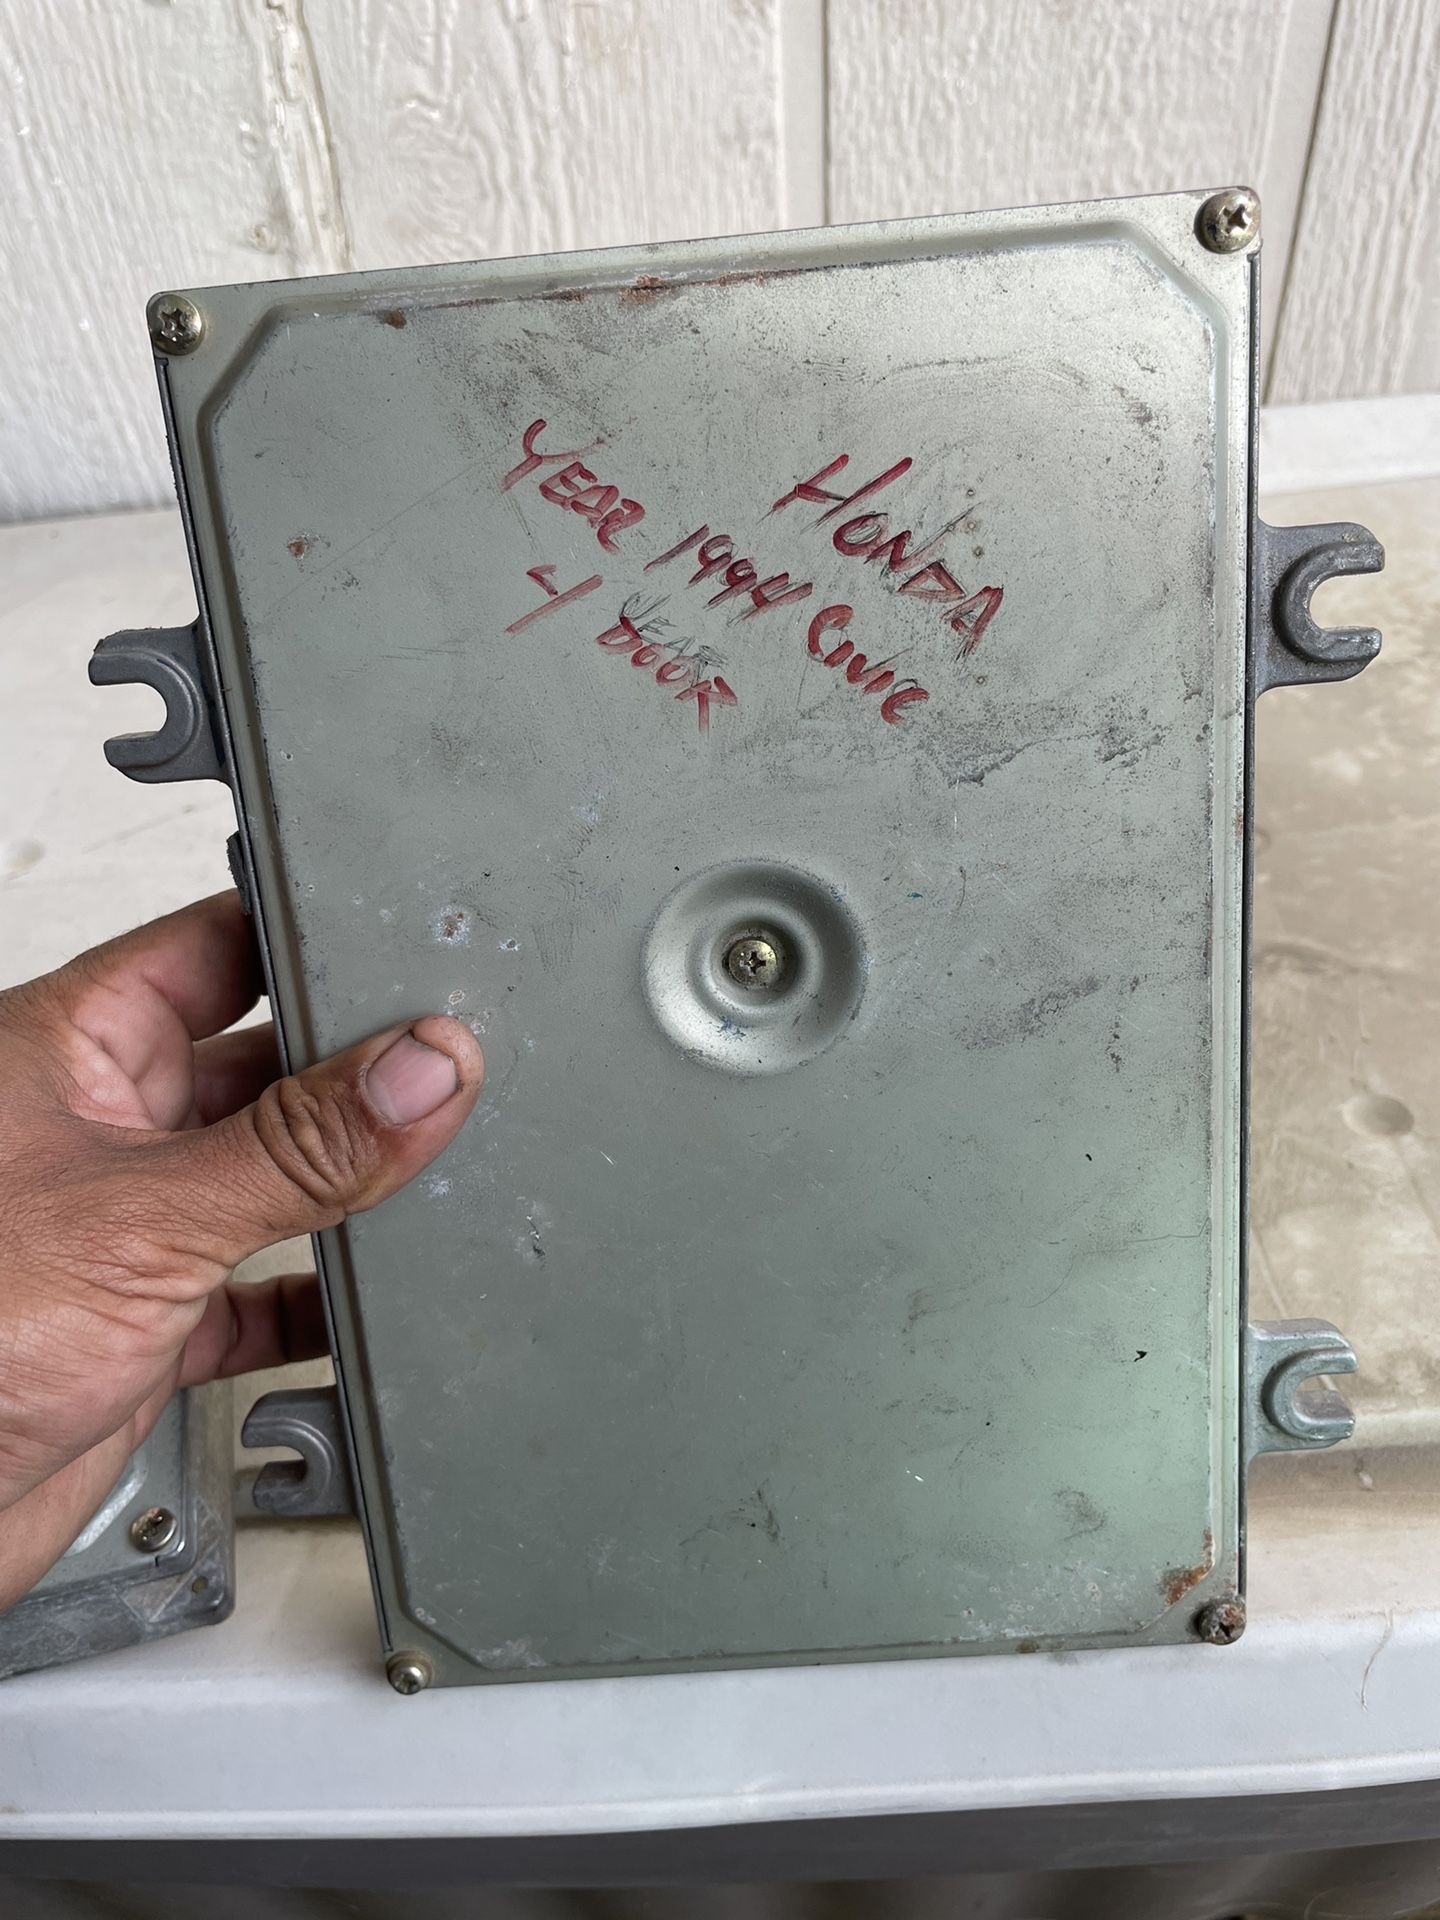 HONDA
YEAR 1994 CIVIC
4 DOOR
YEAR